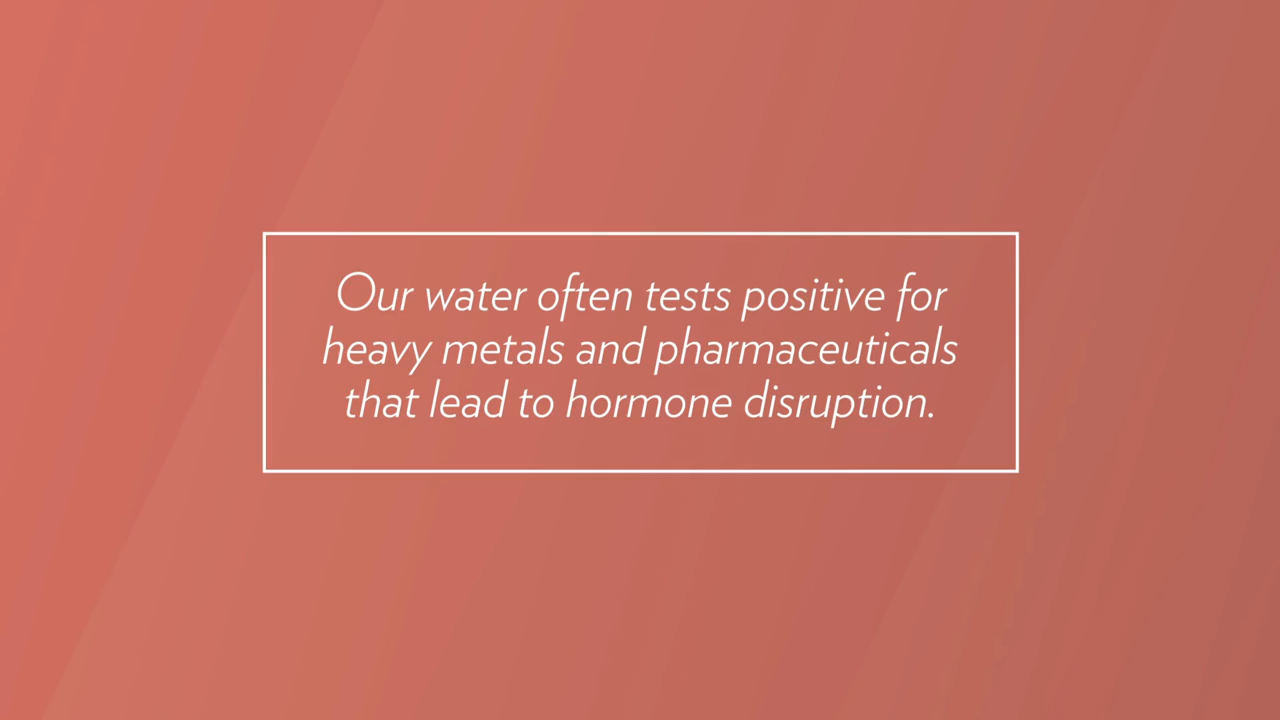 Our water often tests positive for
heavy metals and pharmaceuticals
that lead to hormone disruption.